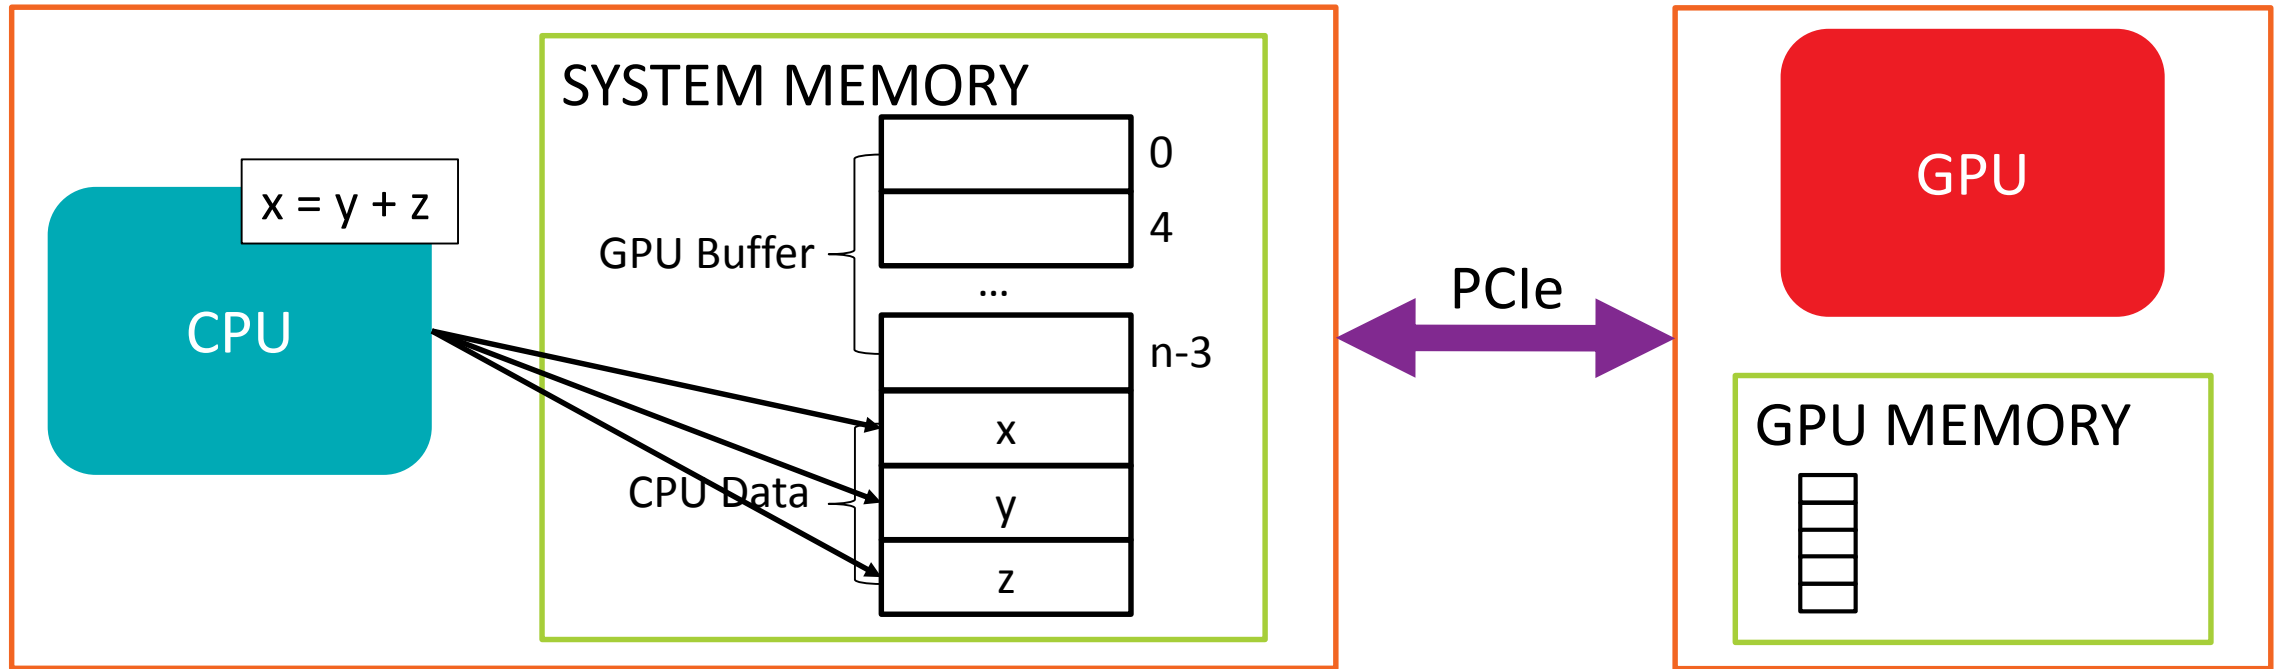 SYSTEM MEMORY
0
x = y + z
4
GPU Buffer
...
CPU
n-3
x
CPU Data
y
z
PCIe
GPU
GPU MEMORY